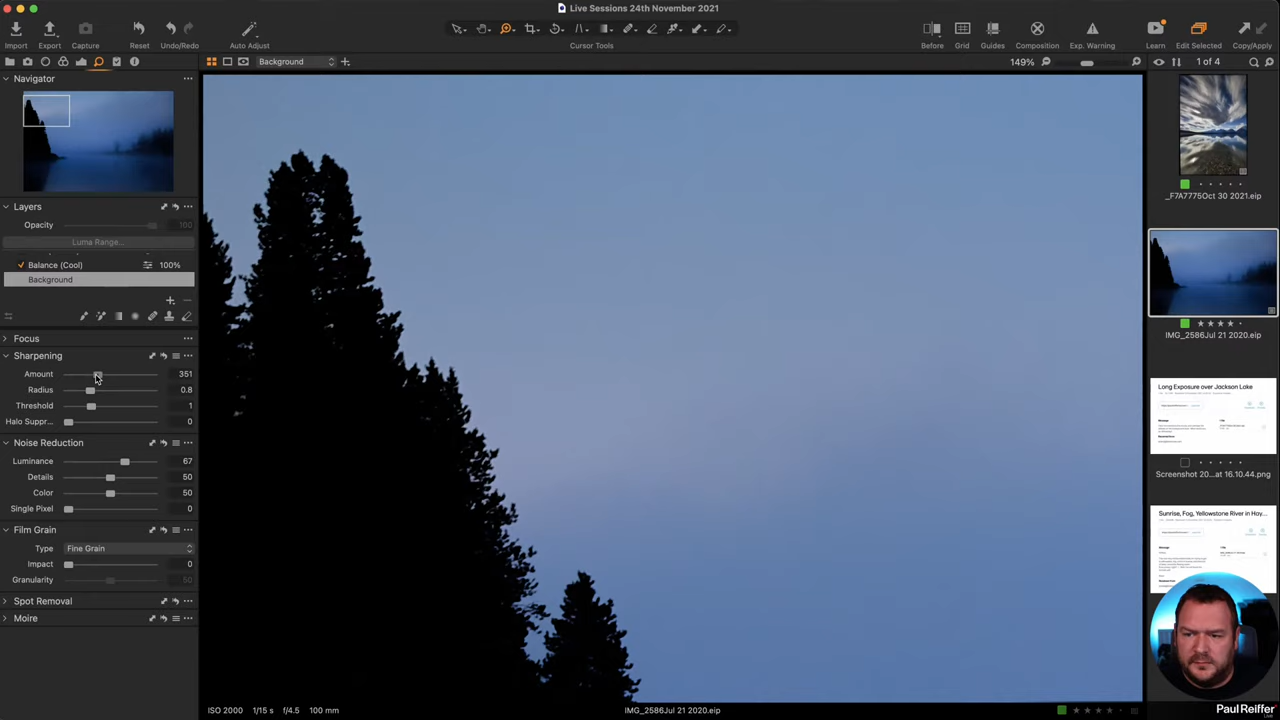 Live Sessions 24th November 2021
Import
Export
Capture
Reset
Undo/Redo
Auto Adjust
Cursor Tools
Before
Grid
Guides
Composition
Exp. Warning
Learn
Edit Selected
Copy/Apply
Background
149%
1 of 4
Navigator
Layers
Opacity 100
Luma Range...
Balance (Cool) 100%
Background
Focus
Sharpening
Amount 351
Radius 0.8
Threshold 1
Halo Suppr... 0
Noise Reduction
Luminance 67
Details 50
Color 50
Single Pixel 0
Film Grain
Type Fine Grain
Impact 0
Granularity 50
Spot Removal
Moire
_F7A7775Oct 30 2021.eip
IMG_2586Jul 21 2020.eip
Long Exposure over Jackson Lake
Screenshot 20...at 16.10.44.png
Sunrise, Fog, Yellowstone River in Hay...
ISO 2000 1/15 s f/4.5 100 mm
IMG_2586Jul 21 2020.eip
Paul Reiffer
Live